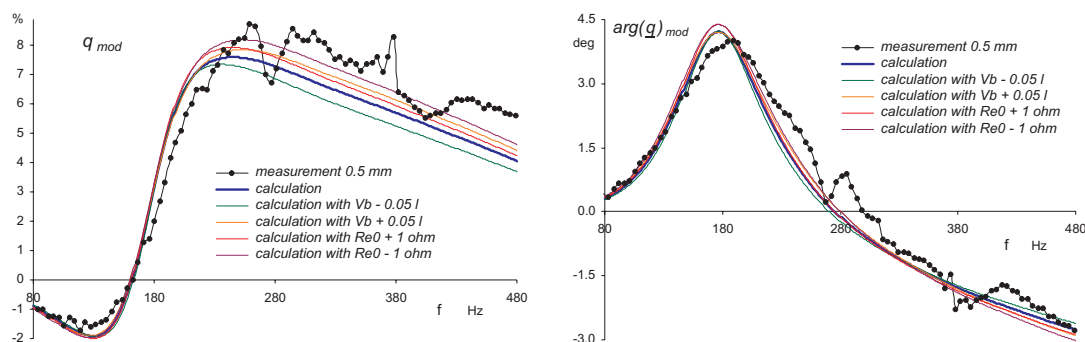 %
q mod
8
7
6
5
4
3
2
1
0
-1
-2
80
180
280
380
480
f Hz
measurement 0.5 mm
calculation
calculation with Vb - 0.05 l
calculation with Vb + 0.05 l
calculation with Re0 + 1 ohm
calculation with Re0 - 1 ohm
4.5
deg
arg(q) mod
3.0
1.5
0.0
-1.5
-3.0
80
180
280
380
480
f Hz
measurement 0.5 mm
calculation
calculation with Vb - 0.05 l
calculation with Vb + 0.05 l
calculation with Re0 + 1 ohm
calculation with Re0 - 1 ohm